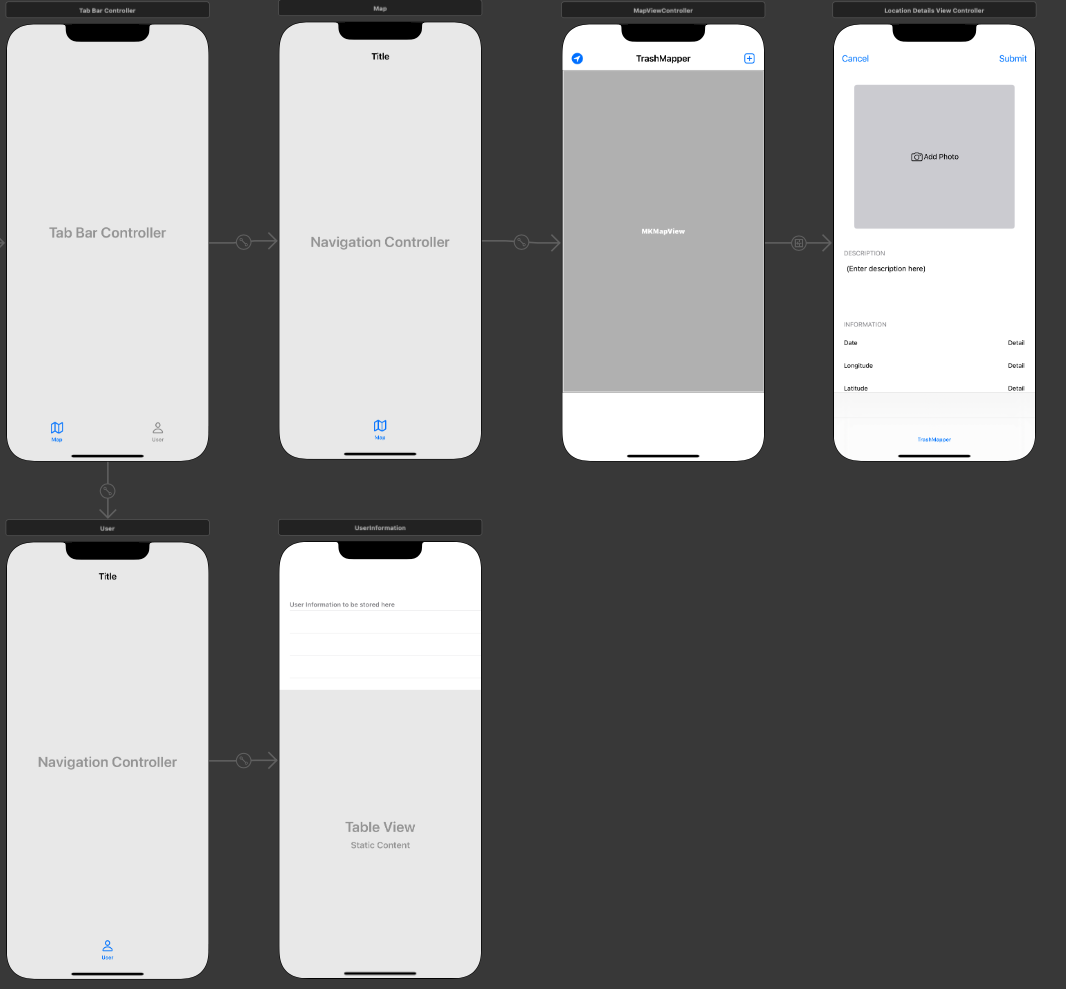 Tab Bar Controller
Tab Bar Controller
Map
User
Map
Title
Navigation Controller
Map
MapViewController
TrashMapper
MKMapView
Location Details View Controller
Cancel
Submit
Add Photo
DESCRIPTION
(Enter description here)
INFORMATION
Date Detail
Longitude Detail
Latitude Detail
TrashMapper
User
Title
Navigation Controller
User
UserInformation
User Information to be stored here
Table View
Static Content